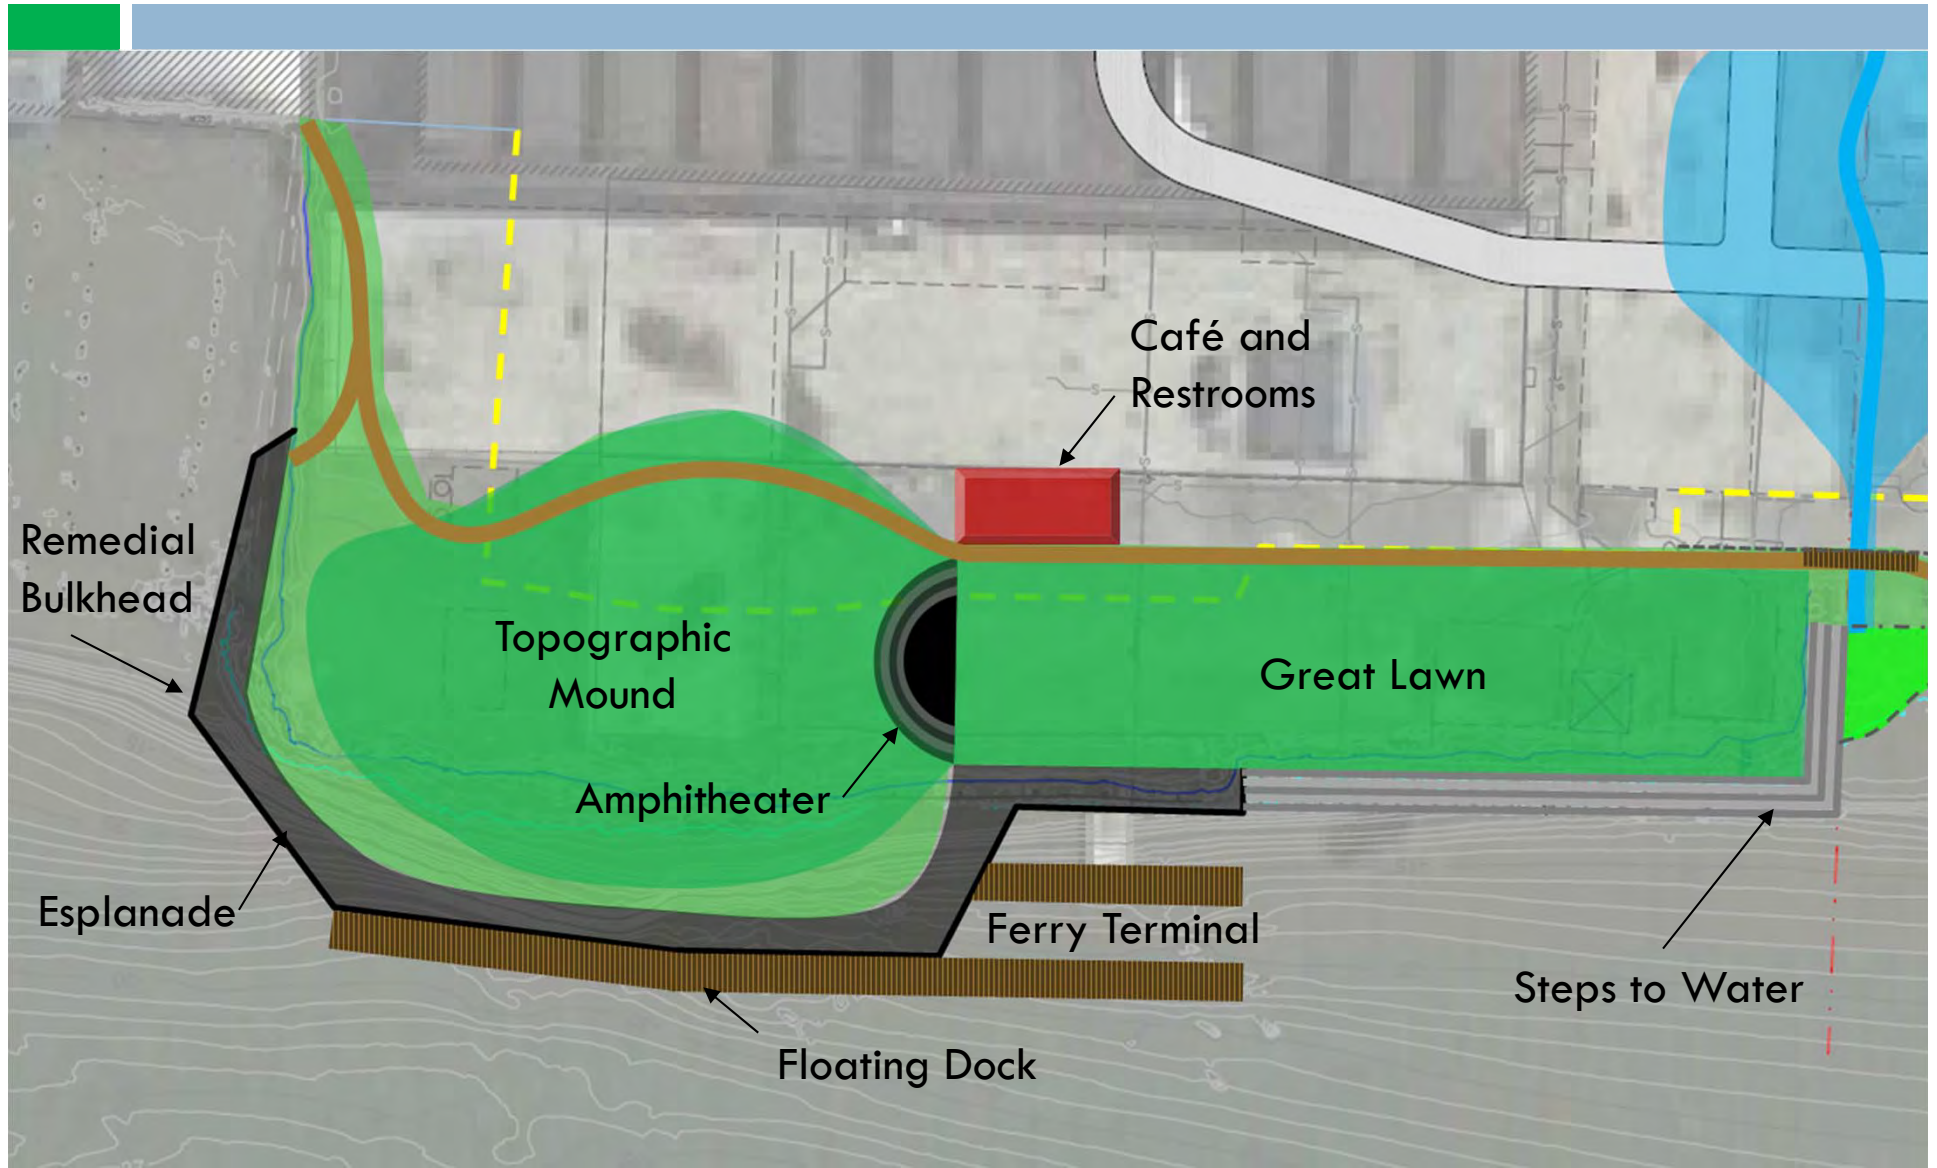 Café and
Restrooms
Remedial
Bulkhead
Topographic
Mound
Great Lawn
Amphitheater
Esplanade
Ferry Terminal
Steps to Water
Floating Dock